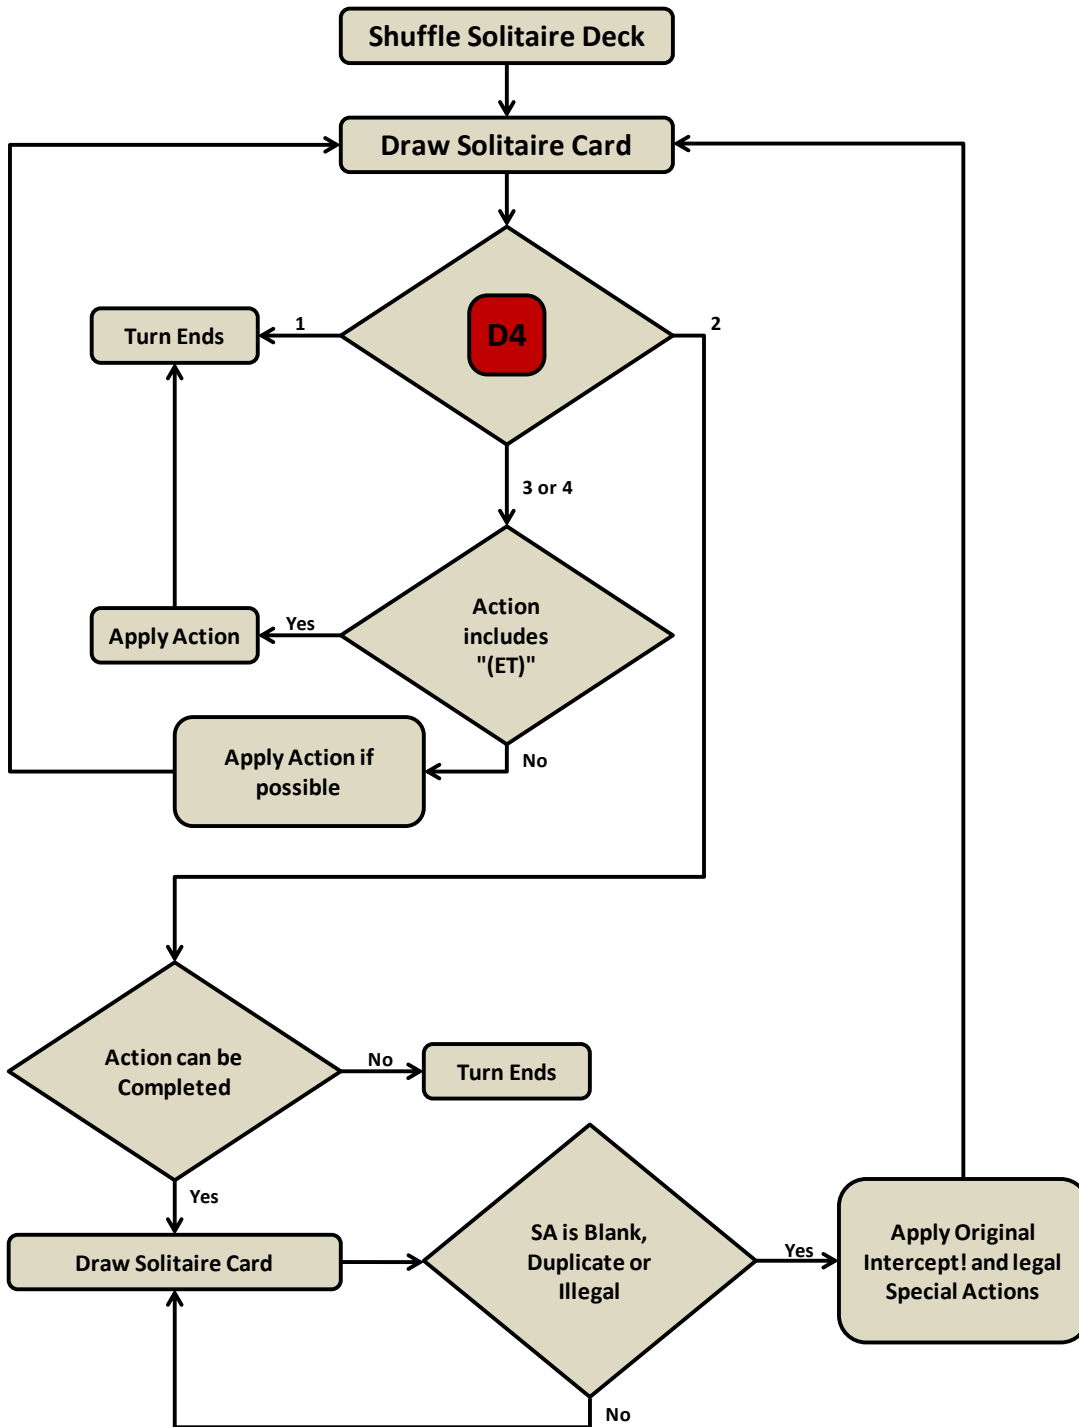 Shuffle Solitaire Deck
Draw Solitaire Card
D4
1
2
Turn Ends
3 or 4
Action
includes
"(ET)"
Yes
Apply Action
No
Apply Action if
possible
Action can be
Completed
No
Turn Ends
Yes
Draw Solitaire Card
SA is Blank,
Duplicate or
Illegal
Yes
Apply Original
Intercept! and legal
Special Actions
No